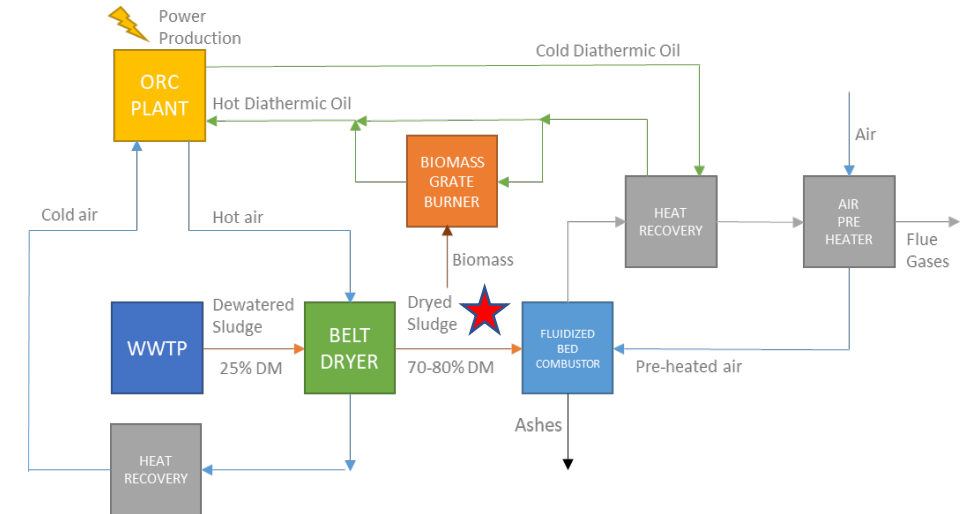 Power
Production
Cold Diathermic Oil
ORC
PLANT
Hot Diathermic Oil
Air
BIOMASS
GRATE
BURNER
Cold air
Hot air
HEAT
RECOVERY
AIR
PRE
HEATER
Flue
Gases
Biomass
Dewatered
Sludge
Dryed
Sludge
WWTP
BELT
DRYER
FLUIDIZED
BED
COMBUSTOR
25% DM
70-80% DM
Pre-heated air
Ashes
HEAT
RECOVERY